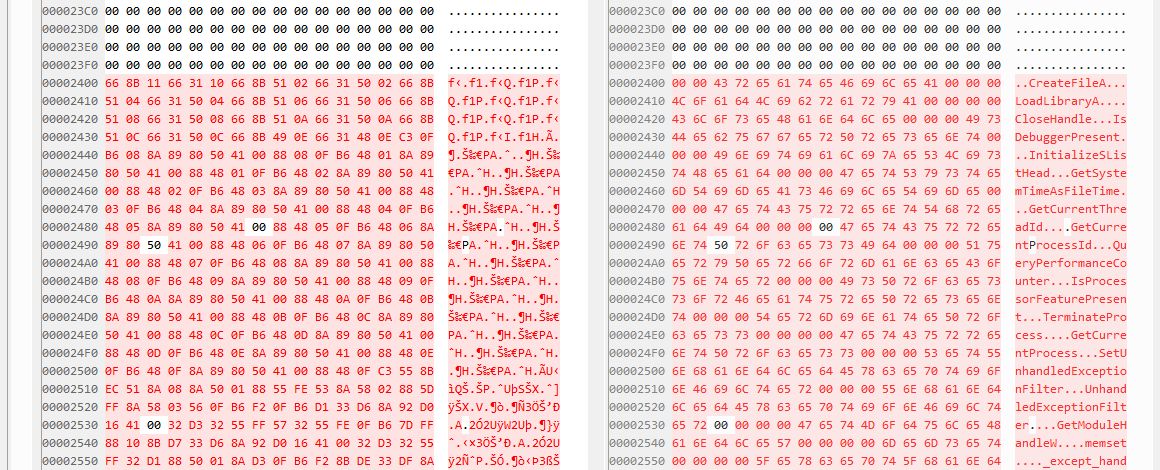 000023C0 00 00 00 00 00 00 00 00 00 00 00 00 00 00 00 00 ................ 000023C0 00 00 00 00 00 00 00 00 00 00 00 00 00 00 00 00 ................
000023D0 00 00 00 00 00 00 00 00 00 00 00 00 00 00 00 00 ................ 000023D0 00 00 00 00 00 00 00 00 00 00 00 00 00 00 00 00 ................
000023E0 00 00 00 00 00 00 00 00 00 00 00 00 00 00 00 00 ................ 000023E0 00 00 00 00 00 00 00 00 00 00 00 00 00 00 00 00 ................
000023F0 00 00 00 00 00 00 00 00 00 00 00 00 00 00 00 00 ................ 000023F0 00 00 00 00 00 00 00 00 00 00 00 00 00 00 00 00 ................
00002400 66 8B 11 66 31 10 66 8B 51 02 66 31 50 02 66 8B f‹.f1.f‹Q.f1P.f‹ 00002400 00 00 43 72 65 61 74 65 46 69 6C 65 41 00 00 00 ..CreateFileA...
00002410 51 04 66 31 50 04 66 8B 51 06 66 31 50 06 66 8B Q.f1P.f‹Q.f1P.f‹ 00002410 4C 6F 61 64 4C 69 62 72 61 72 79 41 00 00 00 00 LoadLibraryA....
00002420 51 08 66 31 50 08 66 8B 51 0A 66 31 50 0A 66 8B Q.f1P.f‹Q.f1P.f‹ 00002420 43 6C 6F 73 65 48 61 6E 64 6C 65 00 00 00 49 73 CloseHandle...Is
00002430 51 0C 66 31 50 0C 66 8B 49 0E 66 31 48 0E C3 0F Q.f1P.f‹I.f1H.Ã. 00002430 44 65 62 75 67 67 65 72 50 72 65 73 65 6E 74 00 DebuggerPresent.
00002440 B6 08 8A 89 80 50 41 00 88 08 0F B6 48 01 8A 89 ¶.Š‰€PA.ˆ..¶H.Š‰ 00002440 00 00 49 6E 69 74 69 61 6C 69 7A 65 53 4C 69 73 ..InitializeSLis
00002450 80 50 41 00 88 48 01 0F B6 48 02 8A 89 80 50 41 €PA.ˆH..¶H.Š‰€PA 00002450 74 48 65 61 64 00 00 00 47 65 74 53 79 73 74 65 tHead...GetSyste
00002460 00 88 48 02 0F B6 48 03 8A 89 80 50 41 00 88 48 .ˆH..¶H.Š‰€PA.ˆH 00002460 6D 54 69 6D 65 41 73 46 69 6C 65 54 69 6D 65 00 mTimeAsFileTime.
00002470 03 0F B6 48 04 8A 89 80 50 41 00 88 48 04 0F B6 ..¶H.Š‰€PA.ˆH..¶ 00002470 00 00 47 65 74 43 75 72 72 65 6E 74 54 68 72 65 ..GetCurrentThre
00002480 48 05 8A 89 80 50 41 00 88 48 05 0F B6 48 06 8A H.Š‰€PA.ˆH..¶H.Š 00002480 61 64 49 64 00 00 00 00 47 65 74 43 75 72 72 65 adId....GetCurre
00002490 89 80 50 41 00 88 48 06 0F B6 48 07 8A 89 80 50 ‰€PA.ˆH..¶H.Š‰€P 00002490 6E 74 50 72 6F 63 65 73 73 49 64 00 00 00 51 75 ntProcessId...Qu
000024A0 41 00 88 48 07 0F B6 48 08 8A 89 80 50 41 00 88 A.ˆH..¶H.Š‰€PA.ˆ 000024A0 65 72 79 50 65 72 66 6F 72 6D 61 6E 63 65 43 6F eryPerformanceCo
000024B0 48 08 0F B6 48 09 8A 89 80 50 41 00 88 48 09 0F H..¶H.Š‰€PA.ˆH.. 000024B0 75 6E 74 65 72 00 00 00 49 73 50 72 6F 63 65 73 unter...IsProces
000024C0 B6 48 0A 8A 89 80 50 41 00 88 48 0A 0F B6 48 0B ¶H.Š‰€PA.ˆH..¶H. 000024C0 73 6F 72 46 65 61 74 75 72 65 50 72 65 73 65 6E sorFeaturePresen
000024D0 8A 89 80 50 41 00 88 48 0B 0F B6 48 0C 8A 89 80 Š‰€PA.ˆH..¶H.Š‰€ 000024D0 74 00 00 00 54 65 72 6D 69 6E 61 74 65 50 72 6F t...TerminatePro
000024E0 50 41 00 88 48 0C 0F B6 48 0D 8A 89 80 50 41 00 PA.ˆH..¶H.Š‰€PA. 000024E0 63 65 73 73 00 00 00 00 47 65 74 43 75 72 72 65 cess....GetCurre
000024F0 88 48 0D 0F B6 48 0E 8A 89 80 50 41 00 88 48 0E ˆH..¶H.Š‰€PA.ˆH. 000024F0 6E 74 50 72 6F 63 65 73 73 00 00 00 53 65 74 55 ntProcess...SetU
00002500 0F B6 48 0F 8A 89 80 50 41 00 88 48 0F C3 55 8B .¶H.Š‰€PA.ˆH.ÃU‹ 00002500 6E 68 61 6E 64 6C 65 64 45 78 63 65 70 74 69 6F nhandledExceptio
00002510 EC 51 8A 08 8A 50 01 88 55 FE 53 8A 58 02 88 5D ìQŠ.ŠP.ˆUþSŠX.ˆ] 00002510 6E 46 69 6C 74 65 72 00 00 00 55 6E 68 61 6E 64 nFilter...Unhand
00002520 FF 8A 58 03 56 0F B6 F2 0F B6 D1 33 D6 8A 92 D0 ÿŠX.V.¶ò.¶Ñ3ÖŠ’Ð 00002520 6C 65 64 45 78 63 65 70 74 69 6F 6E 46 69 6C 74 ledExceptionFilt
00002530 16 41 00 32 D3 32 55 FF 57 32 55 FE 0F B6 7D FF .A.2Ó2UÿW2Uþ.¶}ÿ 00002530 65 72 00 00 00 00 47 65 74 4D 6F 64 75 6C 65 48 er....GetModuleH
00002540 88 10 8B D7 33 D6 8A 92 D0 16 41 00 32 D3 32 55 ˆ.‹×3ÖŠ’Ð.A.2Ó2U 00002540 61 6E 64 6C 65 57 00 00 00 00 6D 65 6D 73 65 74 andleW....memset
00002550 FF 32 D1 88 50 01 8A D3 0F B6 F2 8B DE 33 DF 8A ÿ2ÑˆP.ŠÓ.¶ò‹Þ3ߊ 00002550 00 00 00 00 5F 65 78 63 65 70 74 5F 68 61 6E 64 ...._except_hand